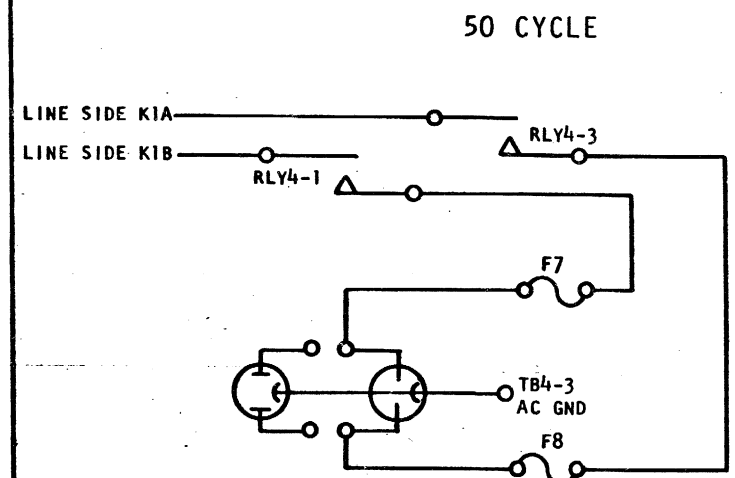 50 CYCLE
LINE SIDE K1A
RLY4-3
LINE SIDE K1B
RLY4-1
F7
TB4-3
AC GND
F8